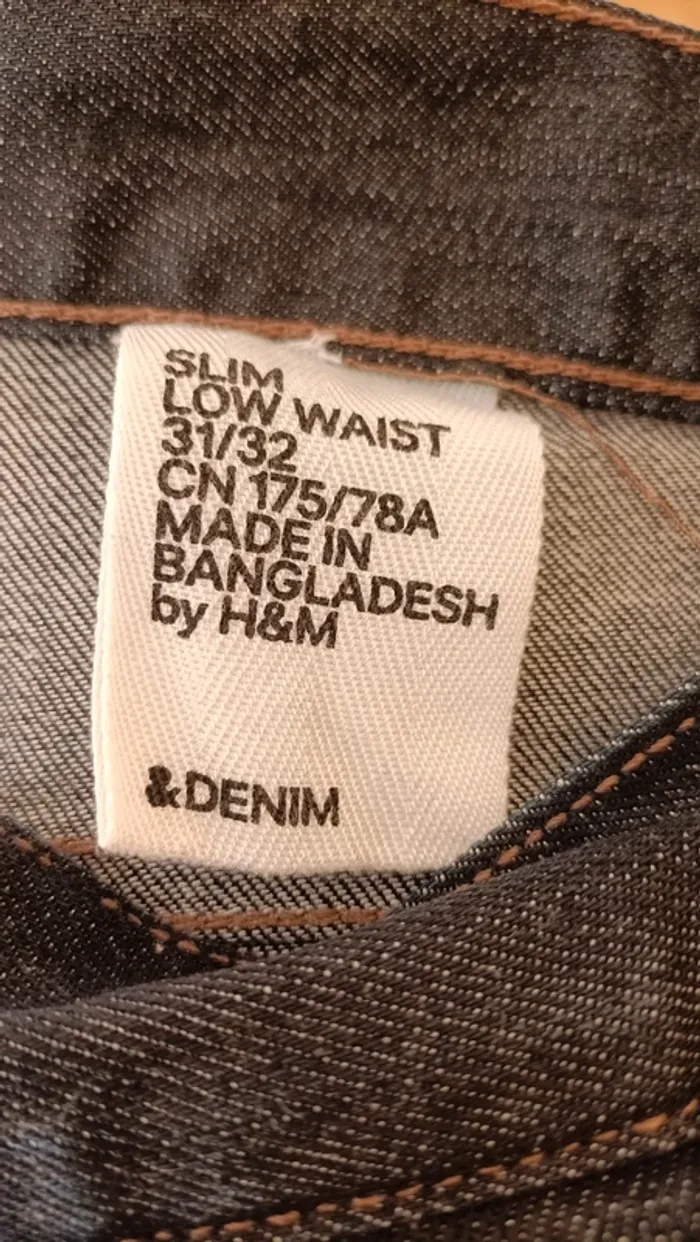 SLIM
LOW WAIST
31/32
CN 175/78A
MADE IN
BANGLADESH
by H&M
&DENIM